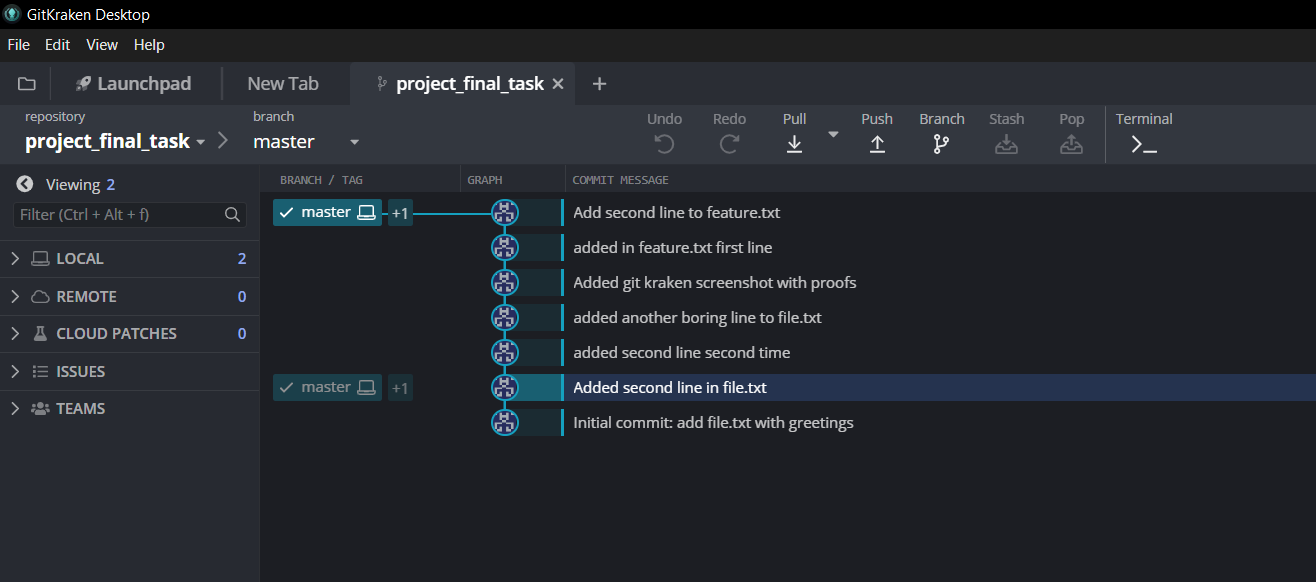 GitKraken Desktop
File Edit View Help
Launchpad New Tab project_final_task
repository branch Undo Redo Pull Push Branch Stash Pop Terminal
project_final_task master
Viewing 2 BRANCH / TAG GRAPH COMMIT MESSAGE
Filter (Ctrl + Alt + f) master +1 Add second line to feature.txt
added in feature.txt first line
LOCAL 2
Added git kraken screenshot with proofs
REMOTE 0
added another boring line to file.txt
CLOUD PATCHES 0
added second line second time
ISSUES
master +1 Added second line in file.txt
TEAMS
Initial commit: add file.txt with greetings